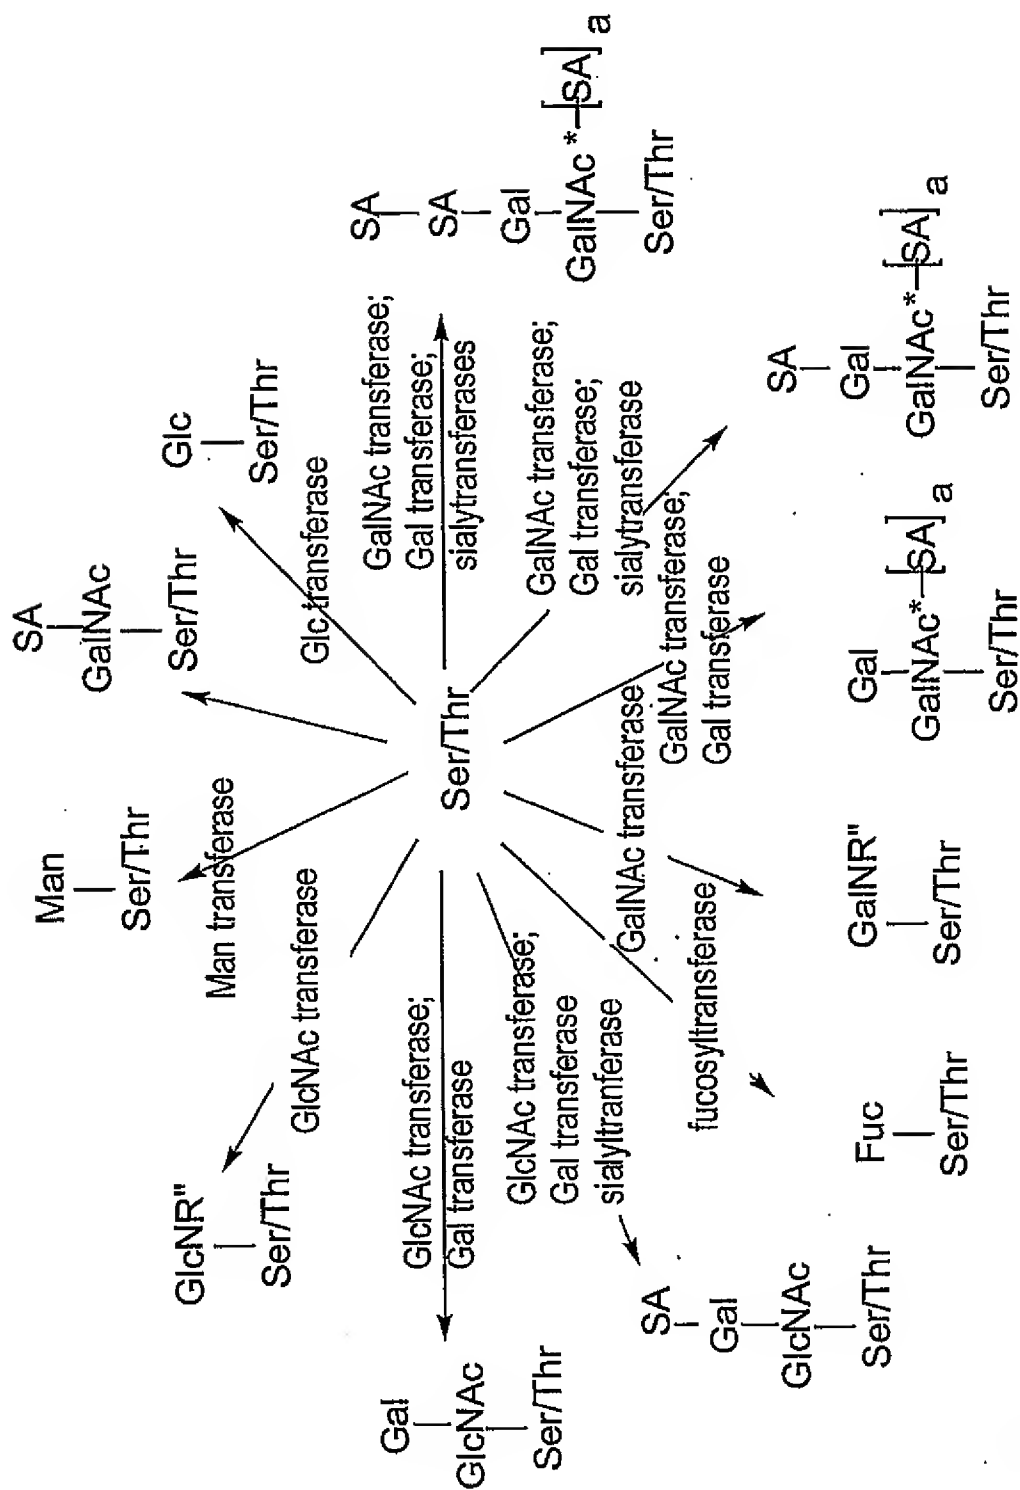 Man
Ser/Thr
SA
GalNAc
Ser/Thr
Glc
Ser/Thr
GlcNR"
Ser/Thr
Man transferase
GlcNAc transferase
Glc transferase
SA
SA
Gal
GalNAc*[SA]a
Ser/Thr
GalNAc transferase;
Gal transferase;
sialytransferases
Ser/Thr
GlcNAc transferase;
Gal transferase
Gal
GlcNAc
Ser/Thr
GlcNAc transferase;
Gal transferase
sialyltranferase
GalNAc transferase;
Gal transferase;
sialytransferase
GalNAc transferase
GalNAc transferase;
Gal transferase
fucosyltransferase
SA
Gal
GlcNAc
Ser/Thr
Fuc
Ser/Thr
GalNR"
Ser/Thr
Gal
GalNAc*[SA]a
Ser/Thr
SA
Gal
GalNAc*[SA]a
Ser/Thr